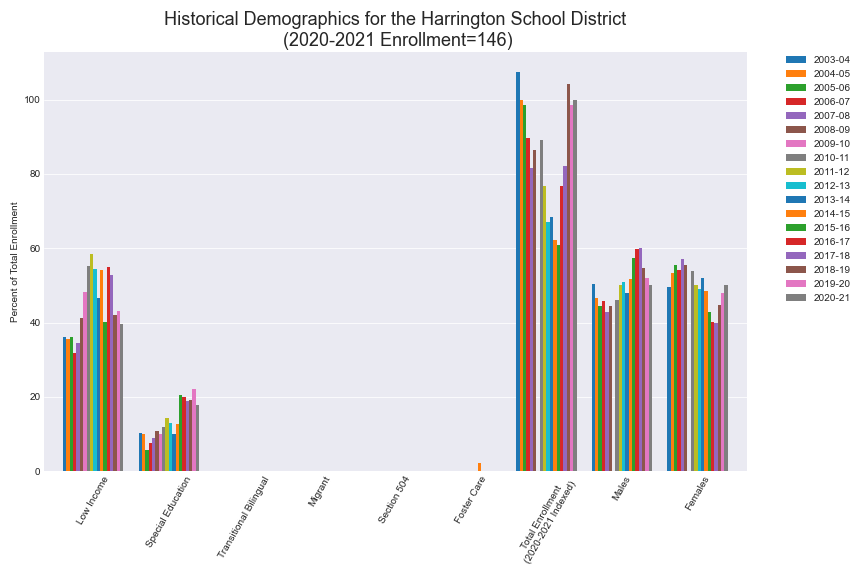 Historical Demographics for the Harrington School District
(2020-2021 Enrollment=146)
Percent of Total Enrollment
100
80
60
40
20
0
Low Income
Special Education
Transitional Bilingual
Migrant
Section 504
Foster Care
Total Enrollment
(2020-2021 Indexed)
Males
Females
2003-04
2004-05
2005-06
2006-07
2007-08
2008-09
2009-10
2010-11
2011-12
2012-13
2013-14
2014-15
2015-16
2016-17
2017-18
2018-19
2019-20
2020-21